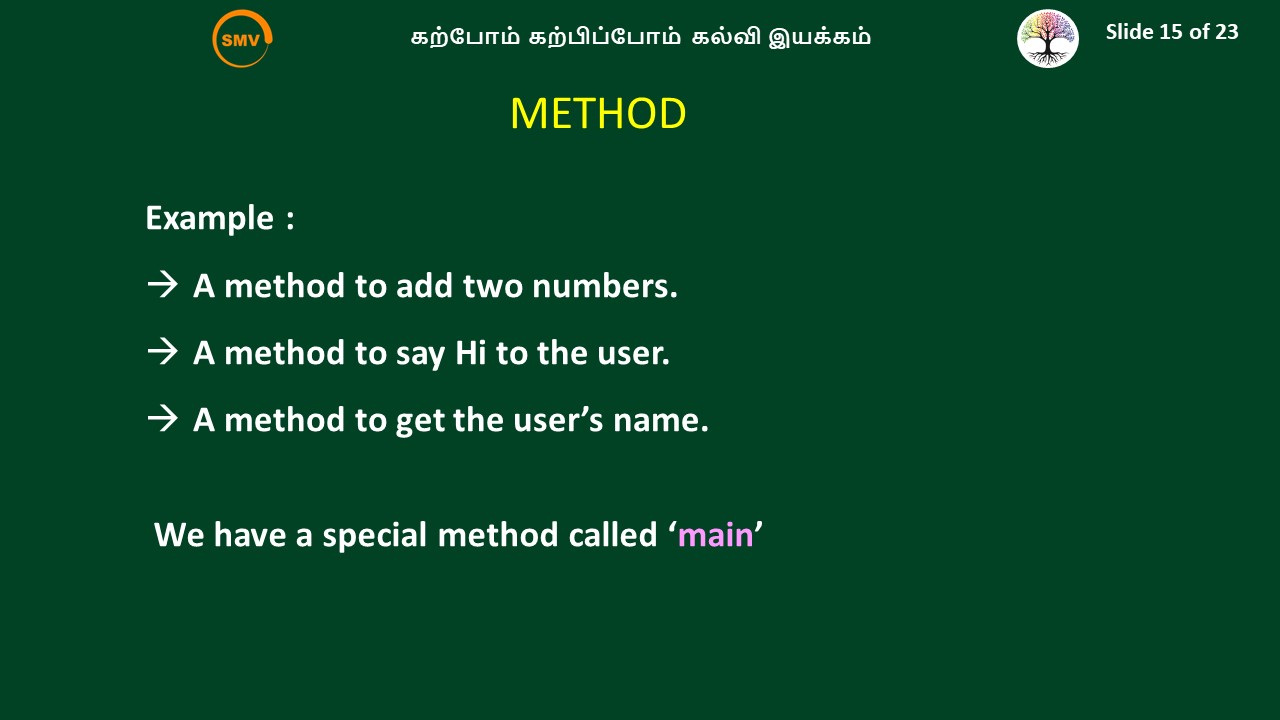 SMV
கற்போம் கற்பிப்போம் கல்வி இயக்கம்
Slide 15 of 23
METHOD
Example :
→ A method to add two numbers.
→ A method to say Hi to the user.
→ A method to get the user’s name.
We have a special method called ‘main’